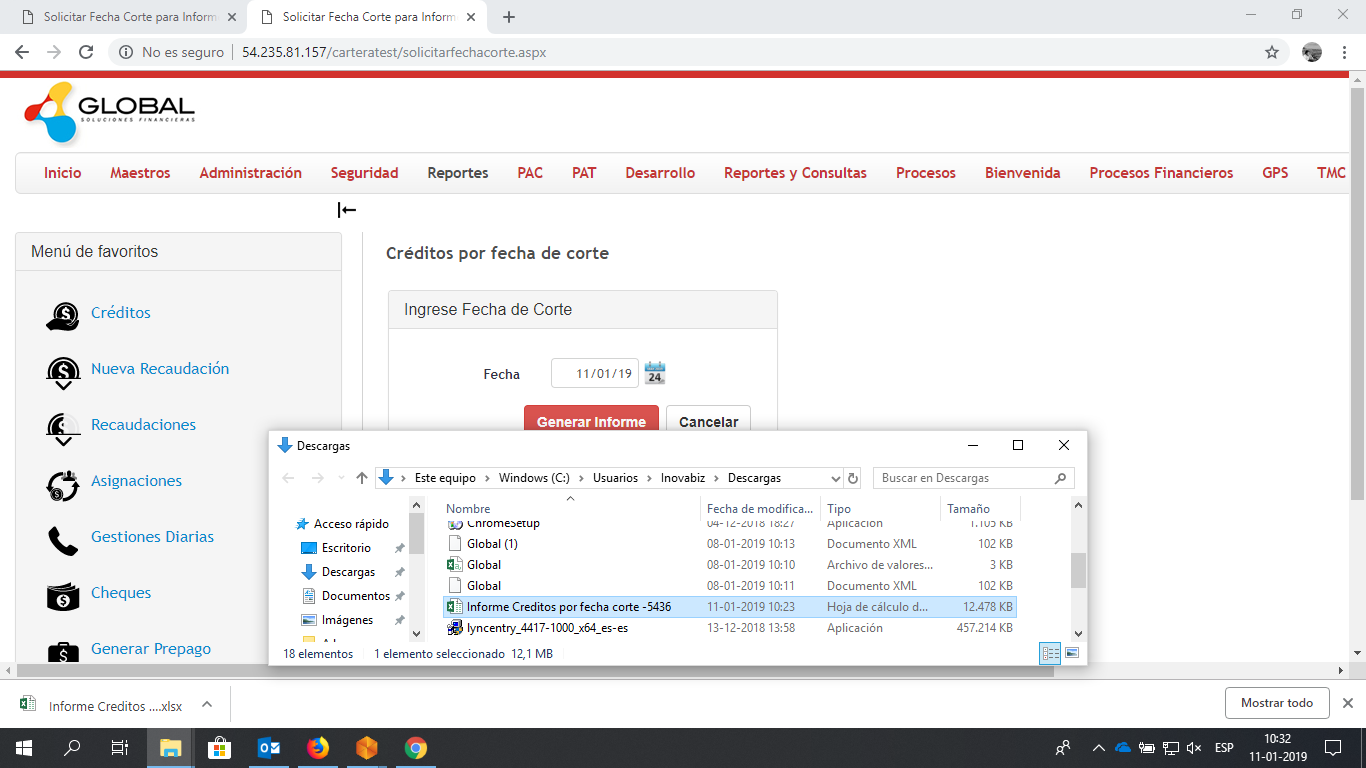 Solicitar Fecha Corte para Inform
Solicitar Fecha Corte para Inform
No es seguro
54.235.81.157/carteratest/solicitarfechacorte.aspx
GLOBAL
SOLUCIONES FINANCIERAS
Inicio Maestros Administración Seguridad Reportes PAC PAT Desarrollo Reportes y Consultas Procesos Bienvenida Procesos Financieros GPS TMC
Menú de favoritos
Créditos
Nueva Recaudación
Recaudaciones
Asignaciones
Gestiones Diarias
Cheques
Generar Prepago
Créditos por fecha de corte
Ingrese Fecha de Corte
Fecha 11/01/19 24
Generar Informe Cancelar
Descargas
Este equipo > Windows (C:) > Usuarios > Inovabiz > Descargas
Buscar en Descargas
Acceso rápido
Escritorio
Descargas
Documentos
Imágenes
Nombre Fecha de modifica... Tipo Tamaño
ChromeSetup 04-12-2018 18:27 Aplicación 1.105 KB
Global (1) 08-01-2019 10:13 Documento XML 102 KB
Global 08-01-2019 10:10 Archivo de valores... 3 KB
Global 08-01-2019 10:11 Documento XML 102 KB
Informe Creditos por fecha corte -5436 11-01-2019 10:23 Hoja de cálculo d... 12.478 KB
lyncentry_4417-1000_x64_es-es 13-12-2018 13:58 Aplicación 457.214 KB
18 elementos 1 elemento seleccionado 12,1 MB
Informe Creditos ....xlsx
Mostrar todo
ESP
10:32
11-01-2019